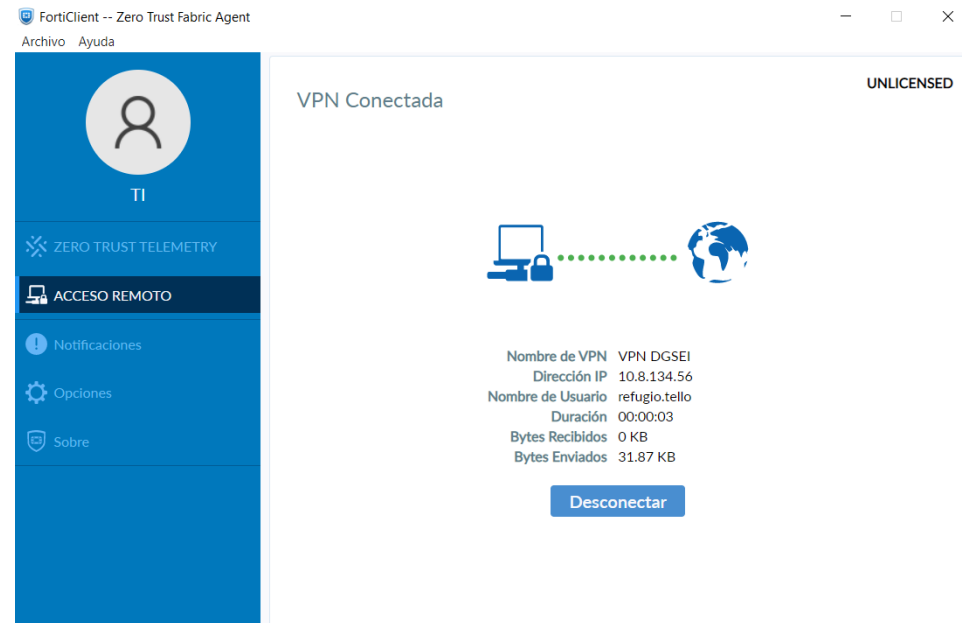 FortiClient -- Zero Trust Fabric Agent
Archivo Ayuda
TI
ZERO TRUST TELEMETRY
ACCESO REMOTO
Notificaciones
Opciones
Sobre
UNLICENSED
VPN Conectada
Nombre de VPN VPN DGSEI
Dirección IP 10.8.134.56
Nombre de Usuario refugio.tello
Duración 00:00:03
Bytes Recibidos 0 KB
Bytes Enviados 31.87 KB
Desconectar